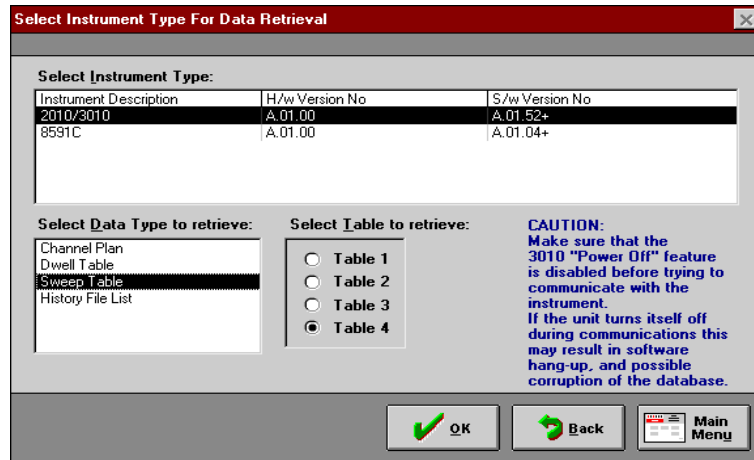 Select Instrument Type For Data Retrieval
Select Instrument Type:
Instrument Description H/w Version No S/w Version No
2010/3010 A.01.00 A.01.52+
8591C A.01.00 A.01.04+
Select Data Type to retrieve:
Channel Plan
Dwell Table
Sweep Table
History File List
Select Table to retrieve:
Table 1
Table 2
Table 3
Table 4
CAUTION:
Make sure that the
3010 "Power Off" feature
is disabled before trying to
communicate with the
instrument.
If the unit turns itself off
during communications this
may result in software
hang-up, and possible
corruption of the database.
OK
Back
Main
Menu